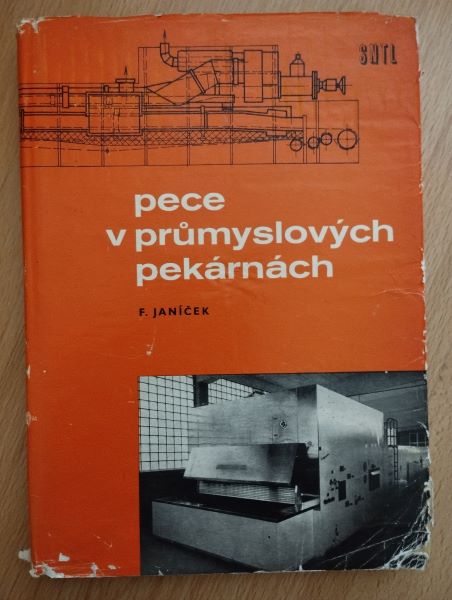 SNTL
pece
v průmyslových
pekárnách
F. JANÍČEK